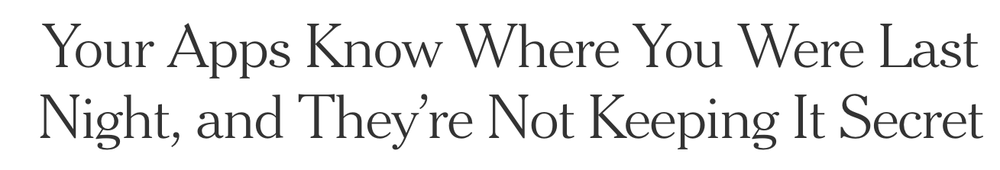 Your Apps Know Where You Were Last
Night, and They’re Not Keeping It Secret